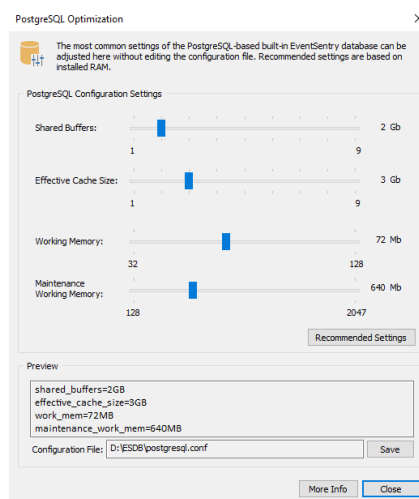 PostgreSQL Optimization
The most common settings of the PostgreSQL-based built-in EventSentry database can be
adjusted here without editing the configuration file. Recommended settings are based on
installed RAM.
PostgreSQL Configuration Settings
Shared Buffers:
2 Gb
1
9
Effective Cache Size:
3 Gb
1
9
Working Memory:
72 Mb
32
128
Maintenance
Working Memory:
640 Mb
128
2047
Recommended Settings
Preview
shared_buffers=2GB
effective_cache_size=3GB
work_mem=72MB
maintenance_work_mem=640MB
Configuration File: D:\ESDB\postgresql.conf Save
More Info Close